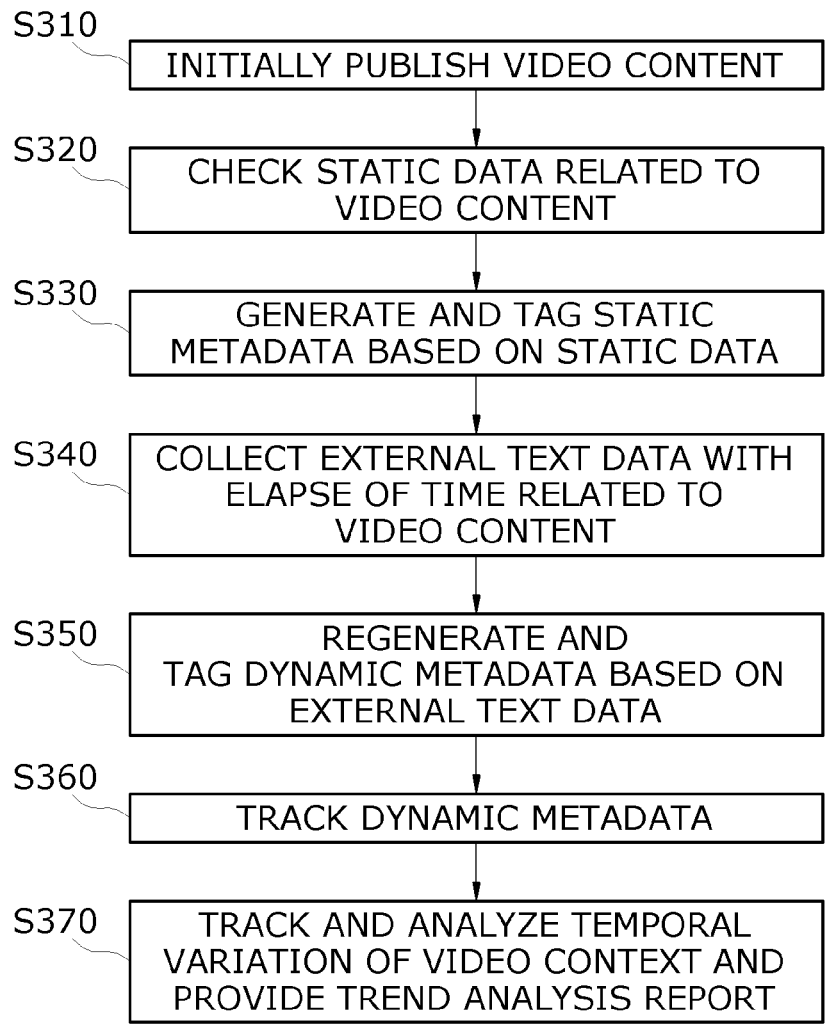 S310
INITIALLY PUBLISH VIDEO CONTENT
S320
CHECK STATIC DATA RELATED TO
VIDEO CONTENT
S330
GENERATE AND TAG STATIC
METADATA BASED ON STATIC DATA
S340
COLLECT EXTERNAL TEXT DATA WITH
ELAPSE OF TIME RELATED TO
VIDEO CONTENT
S350
REGENERATE AND
TAG DYNAMIC METADATA BASED ON
EXTERNAL TEXT DATA
S360
TRACK DYNAMIC METADATA
S370
TRACK AND ANALYZE TEMPORAL
VARIATION OF VIDEO CONTEXT AND
PROVIDE TREND ANALYSIS REPORT